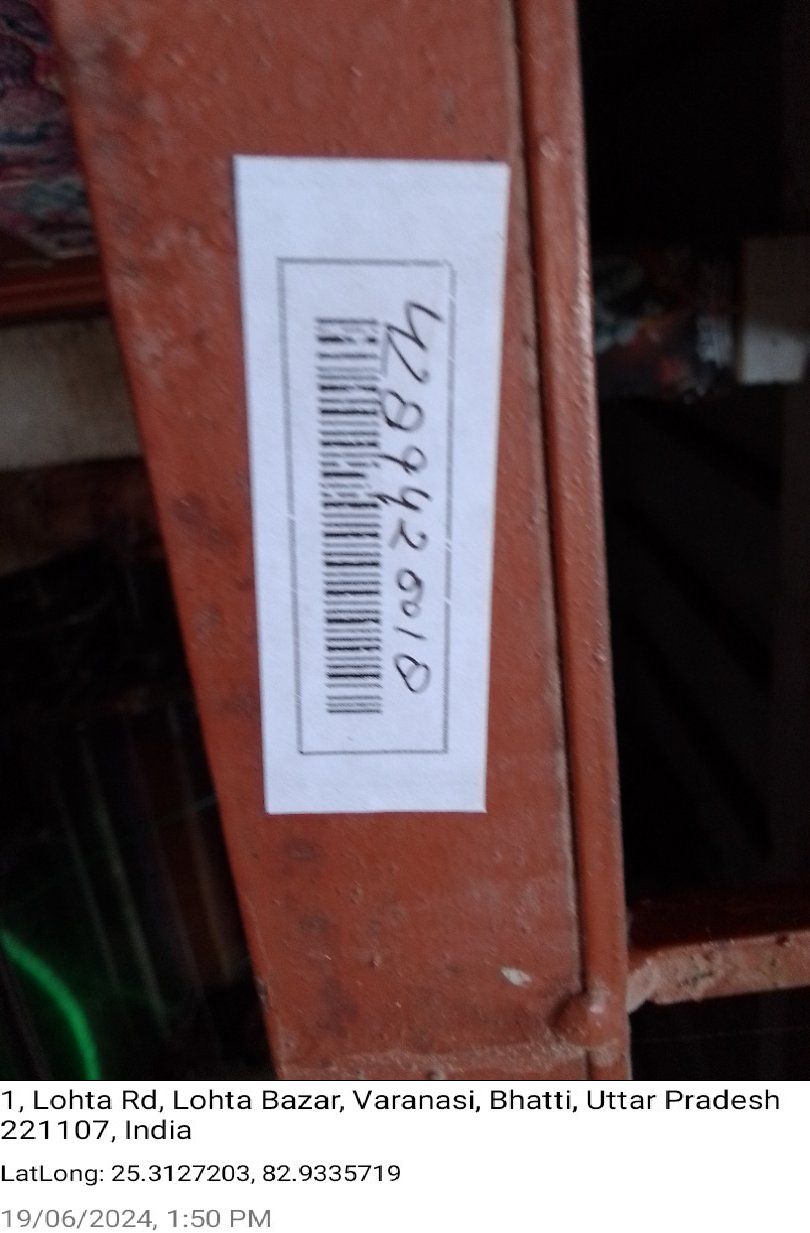 4289420010
1, Lohta Rd, Lohta Bazar, Varanasi, Bhatti, Uttar Pradesh
221107, India
LatLong: 25.3127203, 82.9335719
19/06/2024, 1:50 PM